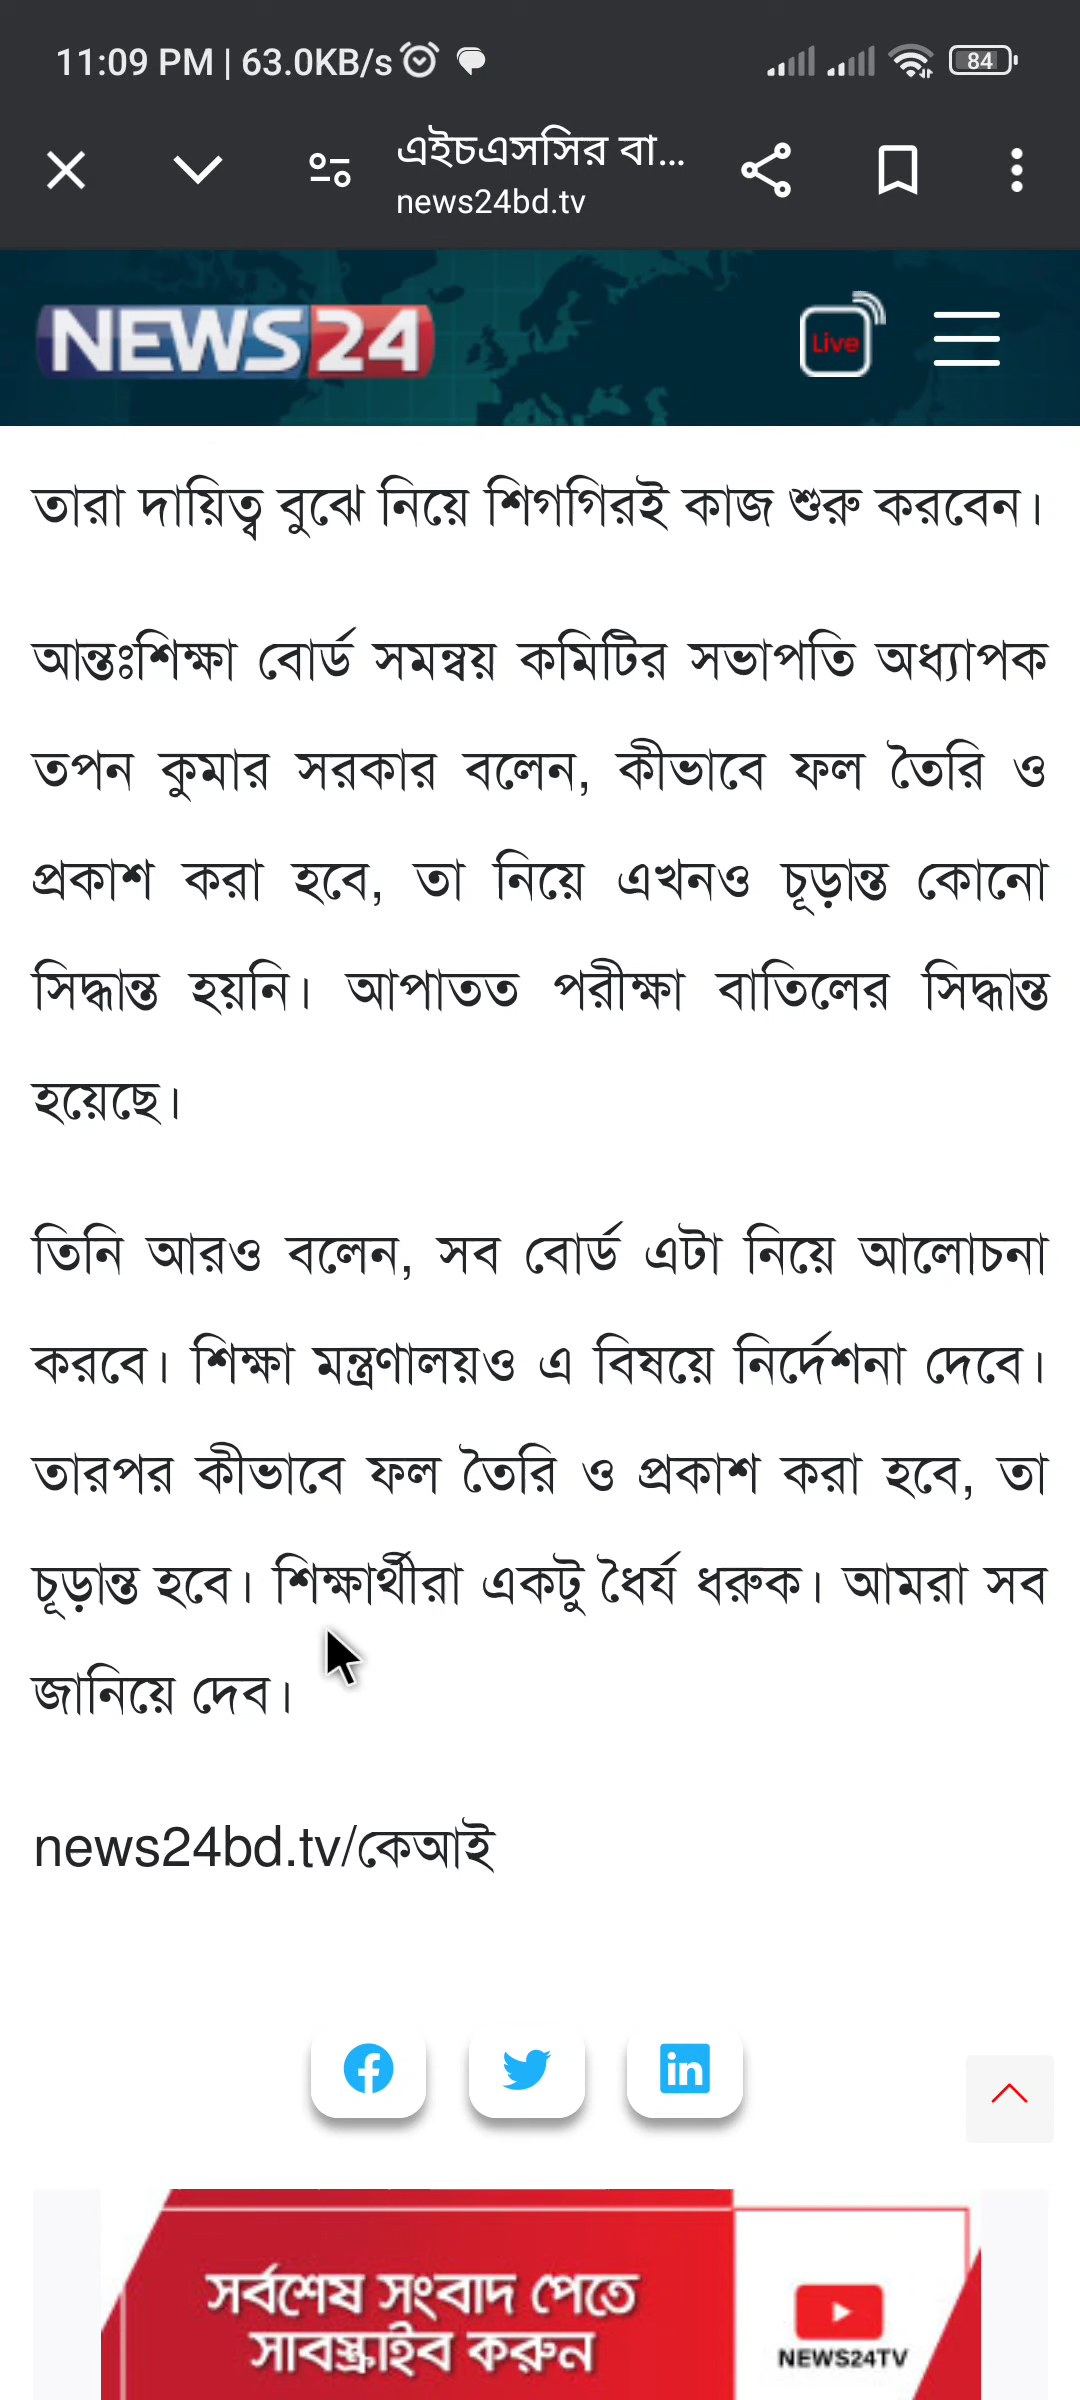 11:09 PM | 63.0KB/s
84
এইচএসসির বা...
news24bd.tv
NEWS24
Live
তারা দায়িত্ব বুঝে নিয়ে শিগগিরই কাজ শুরু করবেন।
আন্তঃশিক্ষা বোর্ড সমন্বয় কমিটির সভাপতি অধ্যাপক
তপন কুমার সরকার বলেন, কীভাবে ফল তৈরি ও
প্রকাশ করা হবে, তা নিয়ে এখনও চূড়ান্ত কোনো
সিদ্ধান্ত হয়নি। আপাতত পরীক্ষা বাতিলের সিদ্ধান্ত
হয়েছে।
তিনি আরও বলেন, সব বোর্ড এটা নিয়ে আলোচনা
করবে। শিক্ষা মন্ত্রণালয়ও এ বিষয়ে নির্দেশনা দেবে।
তারপর কীভাবে ফল তৈরি ও প্রকাশ করা হবে, তা
চূড়ান্ত হবে। শিক্ষার্থীরা একটু ধৈর্য ধরুক। আমরা সব
জানিয়ে দেব।
news24bd.tv/কেআই
সর্বশেষ সংবাদ পেতে
সাবস্ক্রাইব করুন
NEWS24TV